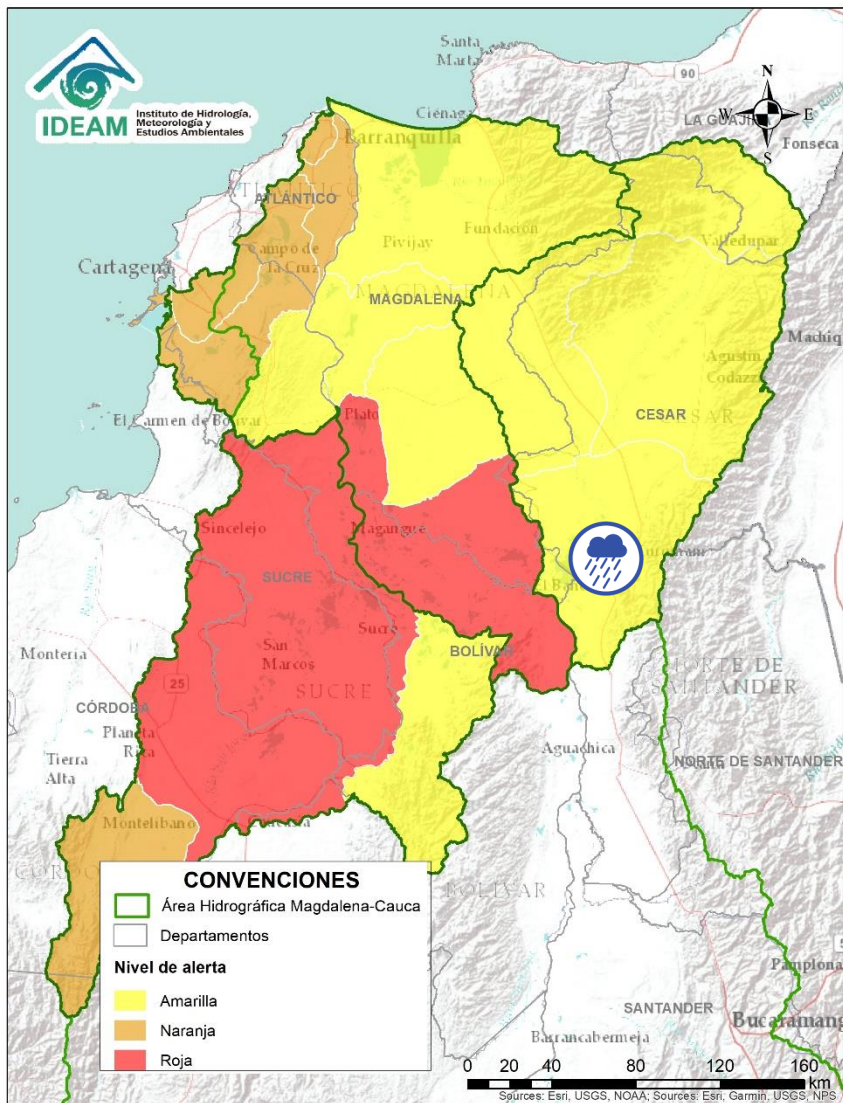 IDEAM
Instituto de Hidrología,
Meteorología y
Estudios Ambientales
Santa
Marta
90
N
W
E
S
Ciénaga
LA GUAJIRA
Fonseca
Barranquilla
ATLÁNTICO
Pivijay
Fundación
Valledupar
Campo de
la Cruz
Cartagena
MAGDALENA
MAGDALENA
Machiq
Agustín
Codazzi
CESAR
CESAR
El Carmen de Bolívar
Plato
Sincelejo
Magangué
SUCRE
Sucre
BOLÍVAR
San
Marcos
SUCRE
Montería
25
CÓRDOBA
Planeta
Rica
Tierra
Alta
NORTE DE
SANTANDER
Aguachica
NORTE DE SANTANDER
Montelíbano
BOLÍVAR
Pamplona
SANTANDER
Bucaramang
Barrancabermeja
CONVENCIONES
Área Hidrográfica Magdalena-Cauca
Departamentos
Nivel de alerta
Amarilla
Naranja
Roja
0 20 40 80 120 160
km
Sources: Esri, USGS, NOAA; Sources: Esri, Garmin, USGS, NPS